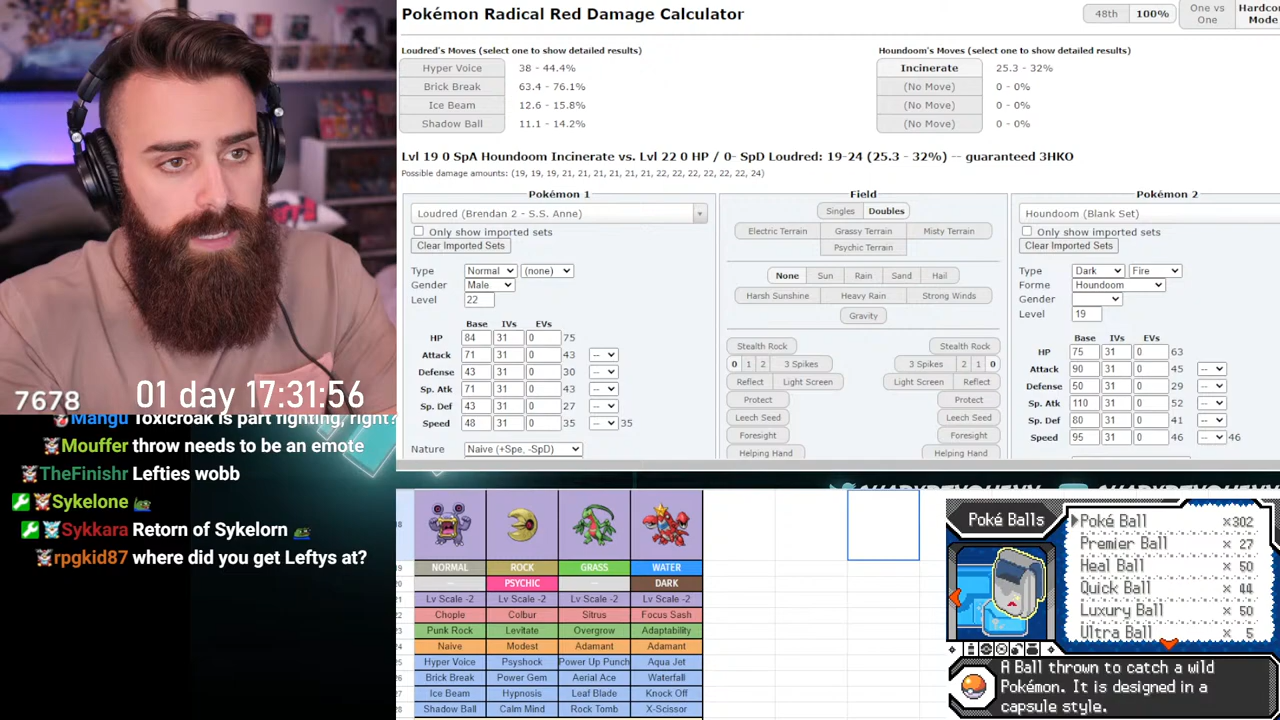 Pokémon Radical Red Damage Calculator
48th 100% One vs One Hardcor Mode
Loudred's Moves (select one to show detailed results)
Hyper Voice 38 - 44.4%
Brick Break 63.4 - 76.1%
Ice Beam 12.6 - 15.8%
Shadow Ball 11.1 - 14.2%
Houndoom's Moves (select one to show detailed results)
Incinerate 25.3 - 32%
(No Move) 0 - 0%
(No Move) 0 - 0%
(No Move) 0 - 0%
Lvl 19 0 SpA Houndoom Incinerate vs. Lvl 22 0 HP / 0- SpD Loudred: 19-24 (25.3 - 32%) -- guaranteed 3HKO
Possible damage amounts: (19, 19, 19, 21, 21, 21, 21, 21, 21, 22, 22, 22, 22, 22, 22, 24)
Pokémon 1
Loudred (Brendan 2 - S.S. Anne)
Only show imported sets
Clear Imported Sets
Type Normal (none)
Gender Male
Level 22
Base IVs EVs
HP 84 31 0 75
Attack 71 31 0 43 --
Defense 43 31 0 30 --
Sp. Atk 71 31 0 43 --
Sp. Def 43 31 0 27 --
Speed 48 31 0 35 -- 35
Nature Naive (+Spe, -SpD)
Field
Singles Doubles
Electric Terrain Grassy Terrain Misty Terrain
Psychic Terrain
None Sun Rain Sand Hail
Harsh Sunshine Heavy Rain Strong Winds
Gravity
Stealth Rock Stealth Rock
0 1 2 3 Spikes 3 Spikes 2 1 0
Reflect Light Screen Light Screen Reflect
Protect Protect
Leech Seed Leech Seed
Foresight Foresight
Helping Hand Helping Hand
Pokémon 2
Houndoom (Blank Set)
Only show imported sets
Clear Imported Sets
Type Dark Fire
Forme Houndoom
Gender
Level 19
Base IVs EVs
HP 75 31 0 63
Attack 90 31 0 45 --
Defense 50 31 0 29 --
Sp. Atk 110 31 0 52 --
Sp. Def 80 31 0 41 --
Speed 95 31 0 46 -- 46
7678 01 day 17:31:56
Mangu Toxicroak is part fighting, right?
Mouffer throw needs to be an emote
TheFinishr Lefties wobb
Sykelone
Sykkara Retorn of Sykelorn
rpgkid87 where did you get Leftys at?
NORMAL ROCK GRASS WATER
— PSYCHIC — DARK
Lv Scale -2 Lv Scale -2 Lv Scale -2 Lv Scale -2
Chople Colbur Sitrus Focus Sash
Punk Rock Levitate Overgrow Adaptability
Naive Modest Adamant Adamant
Hyper Voice Psyshock Power Up Punch Aqua Jet
Brick Break Power Gem Aerial Ace Waterfall
Ice Beam Hypnosis Leaf Blade Knock Off
Shadow Ball Calm Mind Rock Tomb X-Scissor
Poké Balls
Poké Ball ×302
Premier Ball × 27
Heal Ball × 50
Quick Ball × 44
Luxury Ball × 50
Ultra Ball × 5
A Ball thrown to catch a wild
Pokémon. It is designed in a
capsule style.